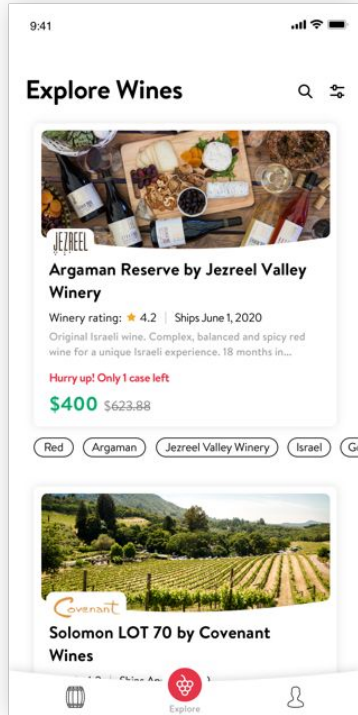 9:41
Explore Wines
JEZREEL
Argaman Reserve by Jezreel Valley
Winery
Winery rating: 4.2 | Ships June 1, 2020
Original Israeli wine. Complex, balanced and spicy red
wine for a unique Israeli experience. 18 months in...
Hurry up! Only 1 case left
$400 $623.88
Red Argaman Jezreel Valley Winery Israel
Covenant
Solomon LOT 70 by Covenant
Wines
Explore